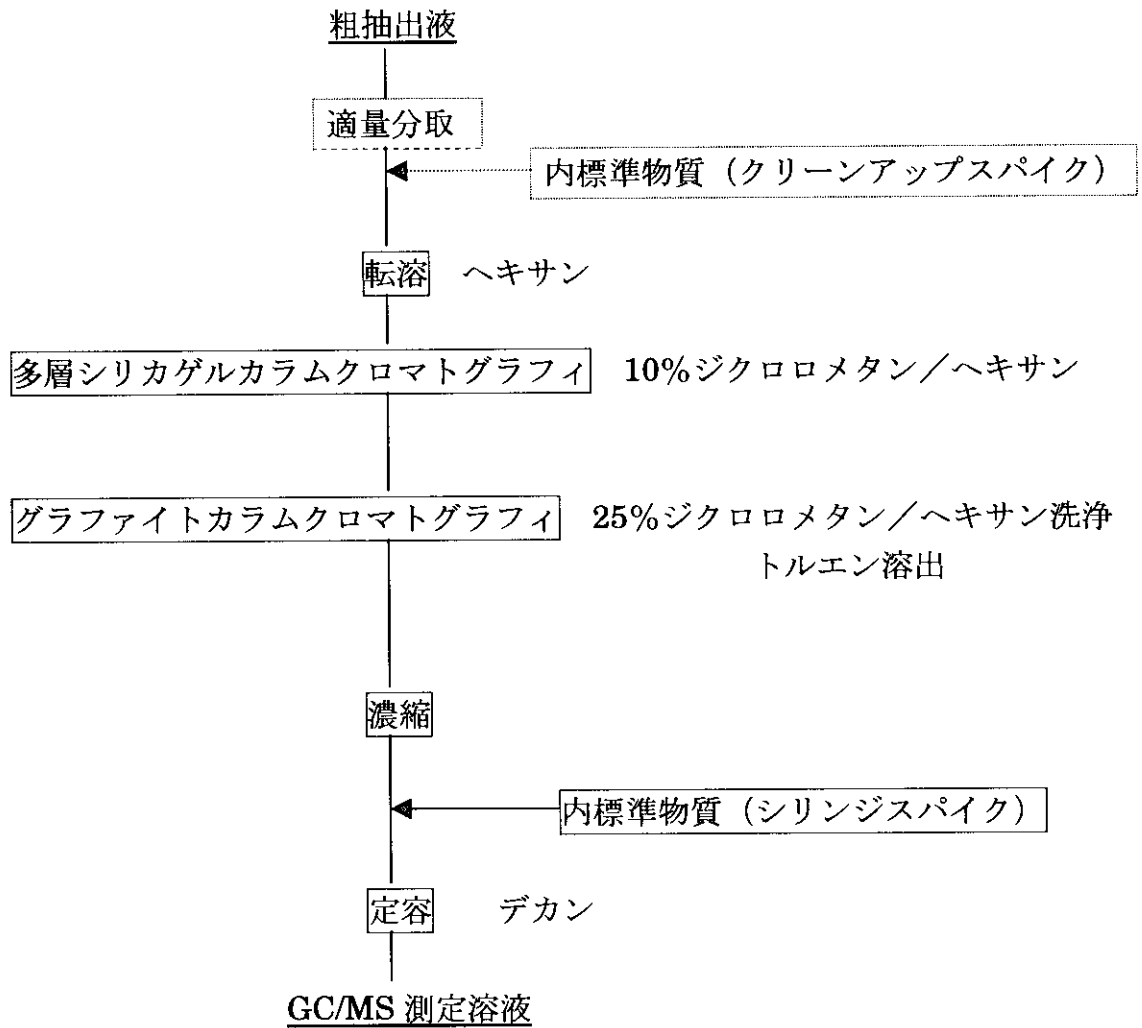 粗抽出液
適量分取
内標準物質（クリーンアップスパイク）
転溶 ヘキサン
多層シリカゲルカラムクロマトグラフィ 10%ジクロロメタン／ヘキサン
グラファイトカラムクロマトグラフィ 25%ジクロロメタン／ヘキサン洗浄
トルエン溶出
濃縮
内標準物質（シリンジスパイク）
定容 デカン
GC/MS 測定溶液